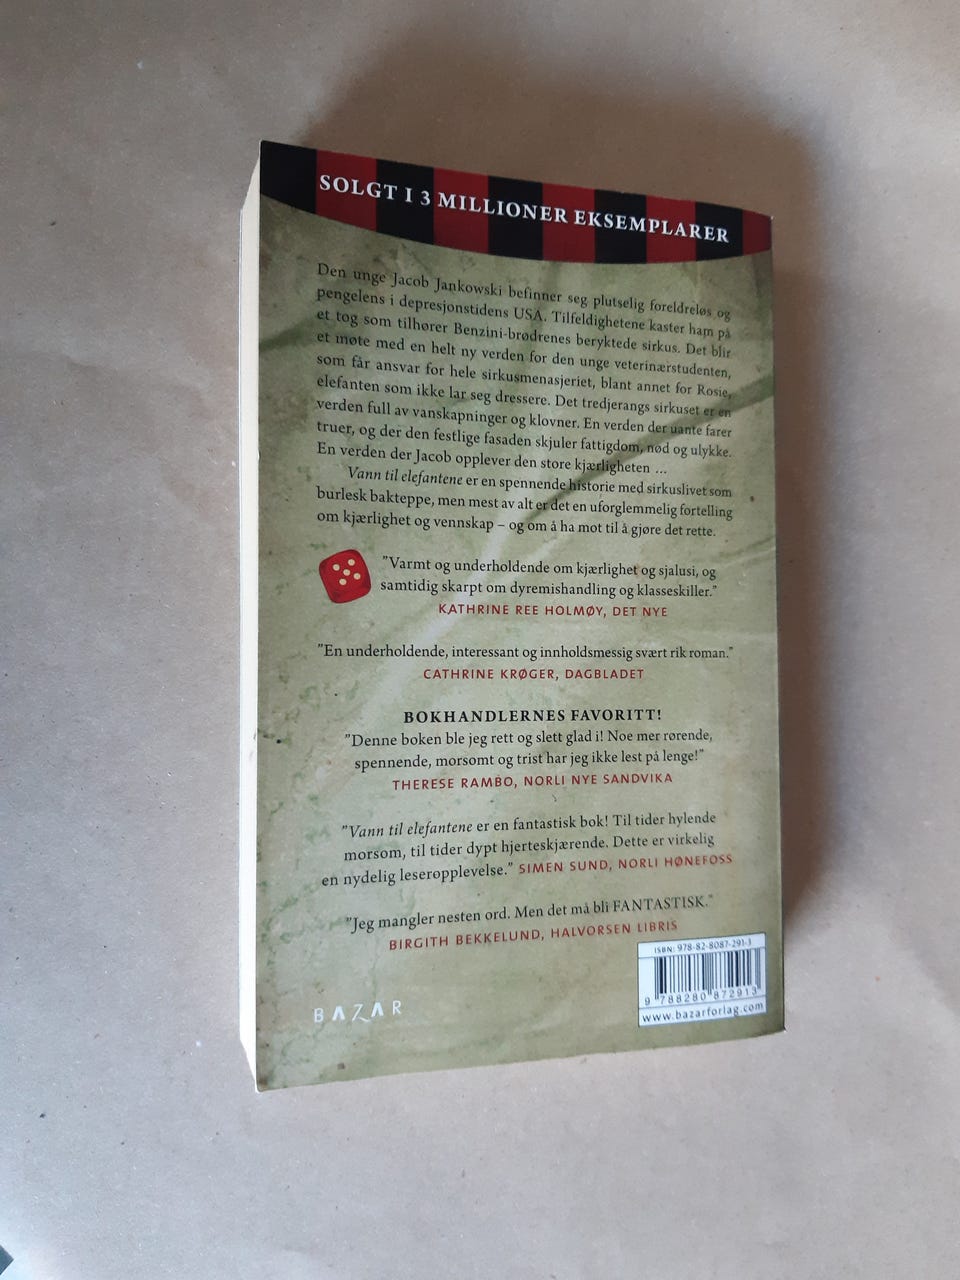 SOLGT I 3 MILLIONER EKSEMPLARER
Den unge Jacob Jankowski befinner seg plutselig foreldreløs og
pengelens i depresjonstidens USA. Tilfeldighetene kaster ham på
et tog som tilhører Benzini-brødrenes beryktede sirkus. Det blir
et møte med en helt ny verden for den unge veterinærstudenten,
som får ansvar for hele sirkusmenasjeriet, blant annet for Rosie,
elefanten som ikke lar seg dressere. Det tredjerangs sirkuset er en
verden full av vanskapninger og klovner. En verden der uante farer
truer, og der den festlige fasaden skjuler fattigdom, nød og ulykke.
En verden der Jacob opplever den store kjærligheten ...
Vann til elefantene er en spennende historie med sirkuslivet som
burlesk bakteppe, men mest av alt er det en uforglemmelig fortelling
om kjærlighet og vennskap – og om å ha mot til å gjøre det rette.
"Varmt og underholdende om kjærlighet og sjalusi, og
samtidig skarpt om dyremishandling og klasseskiller."
KATHRINE REE HOLMØY, DET NYE
"En underholdende, interessant og innholdsmessig svært rik roman."
CATHRINE KRØGER, DAGBLADET
BOKHANDLERNES FAVORITT!
"Denne boken ble jeg rett og slett glad i! Noe mer rørende,
spennende, morsomt og trist har jeg ikke lest på lenge!"
THERESE RAMBO, NORLI NYE SANDVIKA
"Vann til elefantene er en fantastisk bok! Til tider hylende
morsom, til tider dypt hjerteskjærende. Dette er virkelig
en nydelig leseropplevelse." SIMEN SUND, NORLI HØNEFOSS
"Jeg mangler nesten ord. Men det må bli FANTASTISK."
BIRGITH BEKKELUND, HALVORSEN LIBRIS
ISBN: 978-82-8087-291-3
9 788280 872913
www.bazarforlag.com
BAZAR